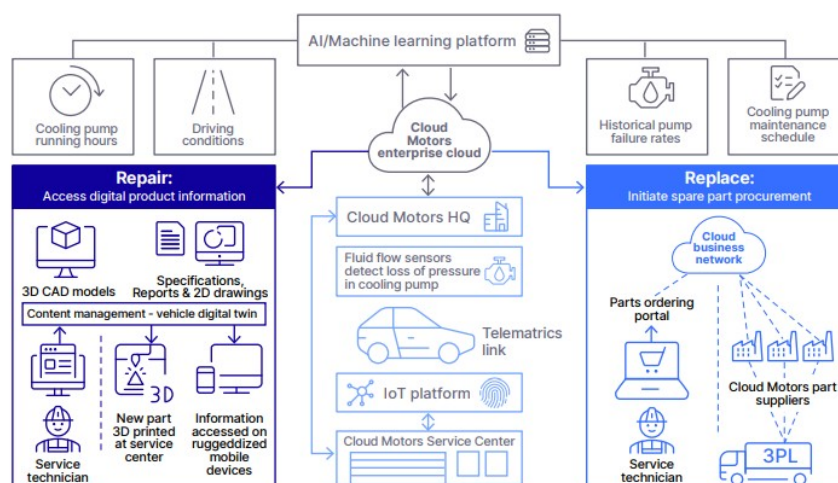 AI/Machine learning platform
Cooling pump
running hours
Driving
conditions
Cloud
Motors
enterprise cloud
Historical pump
failure rates
Cooling pump
maintenance
schedule
Repair:
Access digital product information
3D CAD models
Specifications,
Reports & 2D drawings
Content management - vehicle digital twin
3D
Service
technician
New part
3D printed
at service
center
Information
accessed on
ruggeddized
mobile
devices
Cloud Motors HQ
Fluid flow sensors
detect loss of pressure
in cooling pump
Telematrics
link
IoT platform
Cloud Motors Service Center
Replace:
Initiate spare part procurement
Cloud
business
network
Parts ordering
portal
Cloud Motors part
suppliers
Service
technician
3PL